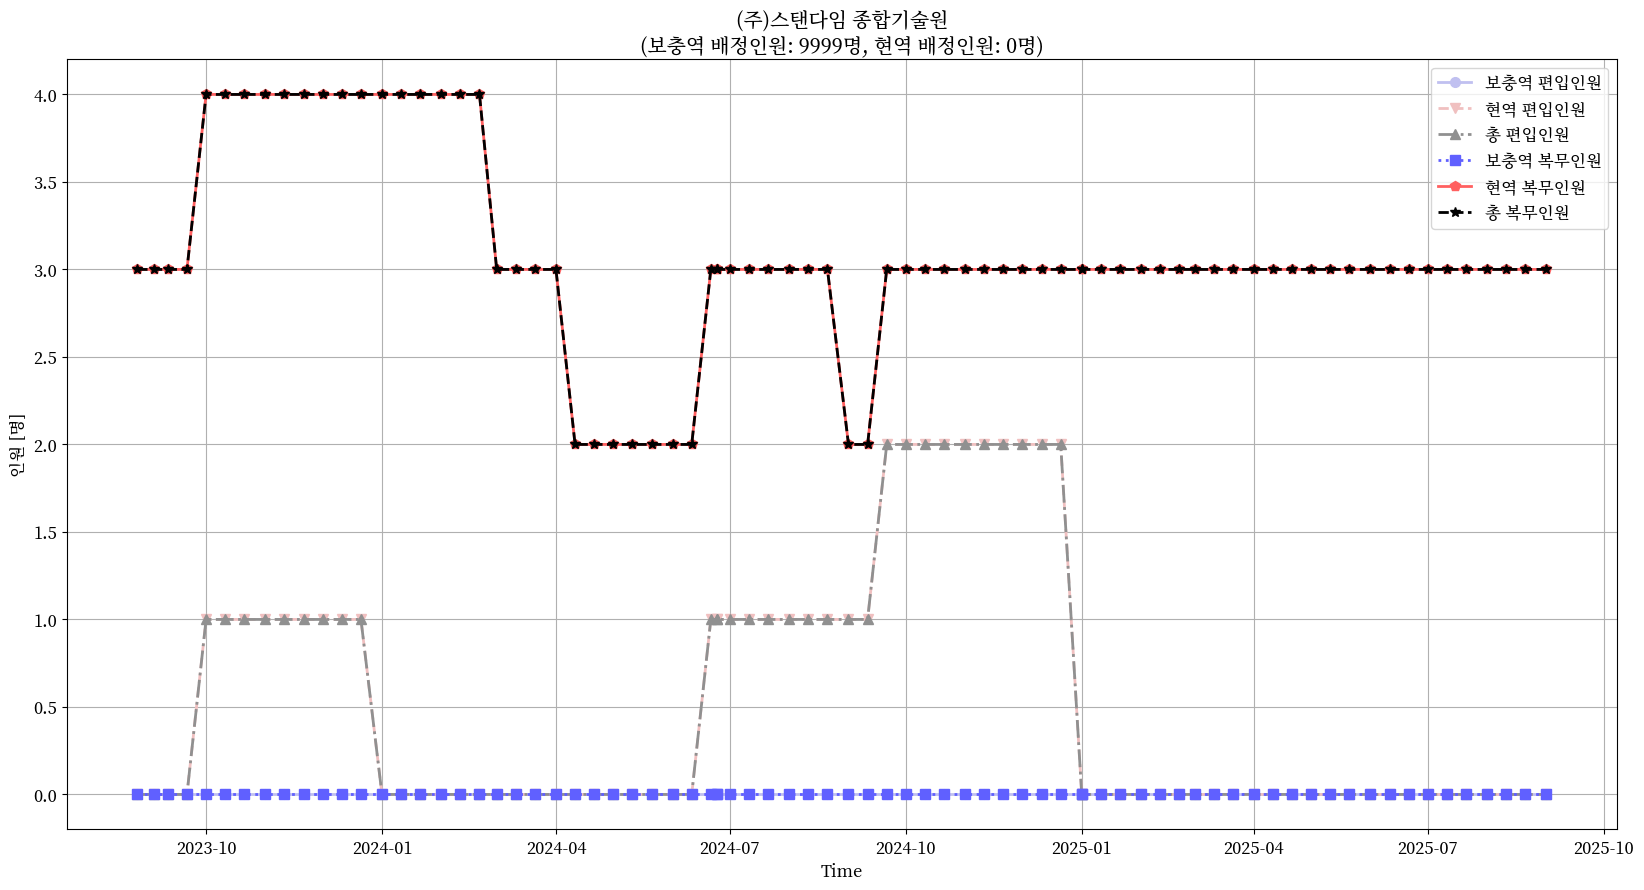 (주)스탠다임 종합기술원
(보충역 배정인원: 9999명, 현역 배정인원: 0명)
보충역 편입인원
현역 편입인원
총 편입인원
보충역 복무인원
현역 복무인원
총 복무인원
인원 [명]
4.0
3.5
3.0
2.5
2.0
1.5
1.0
0.5
0.0
2023-10
2024-01
2024-04
2024-07
2024-10
2025-01
2025-04
2025-07
2025-10
Time